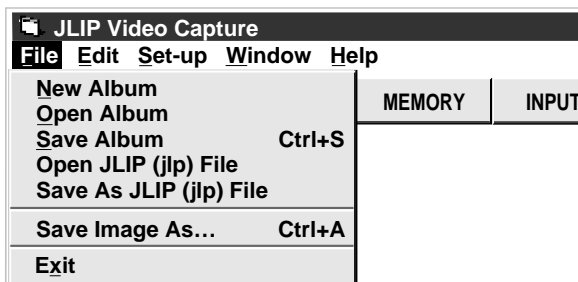 JLIP Video Capture
File Edit Set-up Window Help
MEMORY INPUT
New Album
Open Album
Save Album Ctrl+S
Open JLIP (jlp) File
Save As JLIP (jlp) File
Save Image As… Ctrl+A
Exit